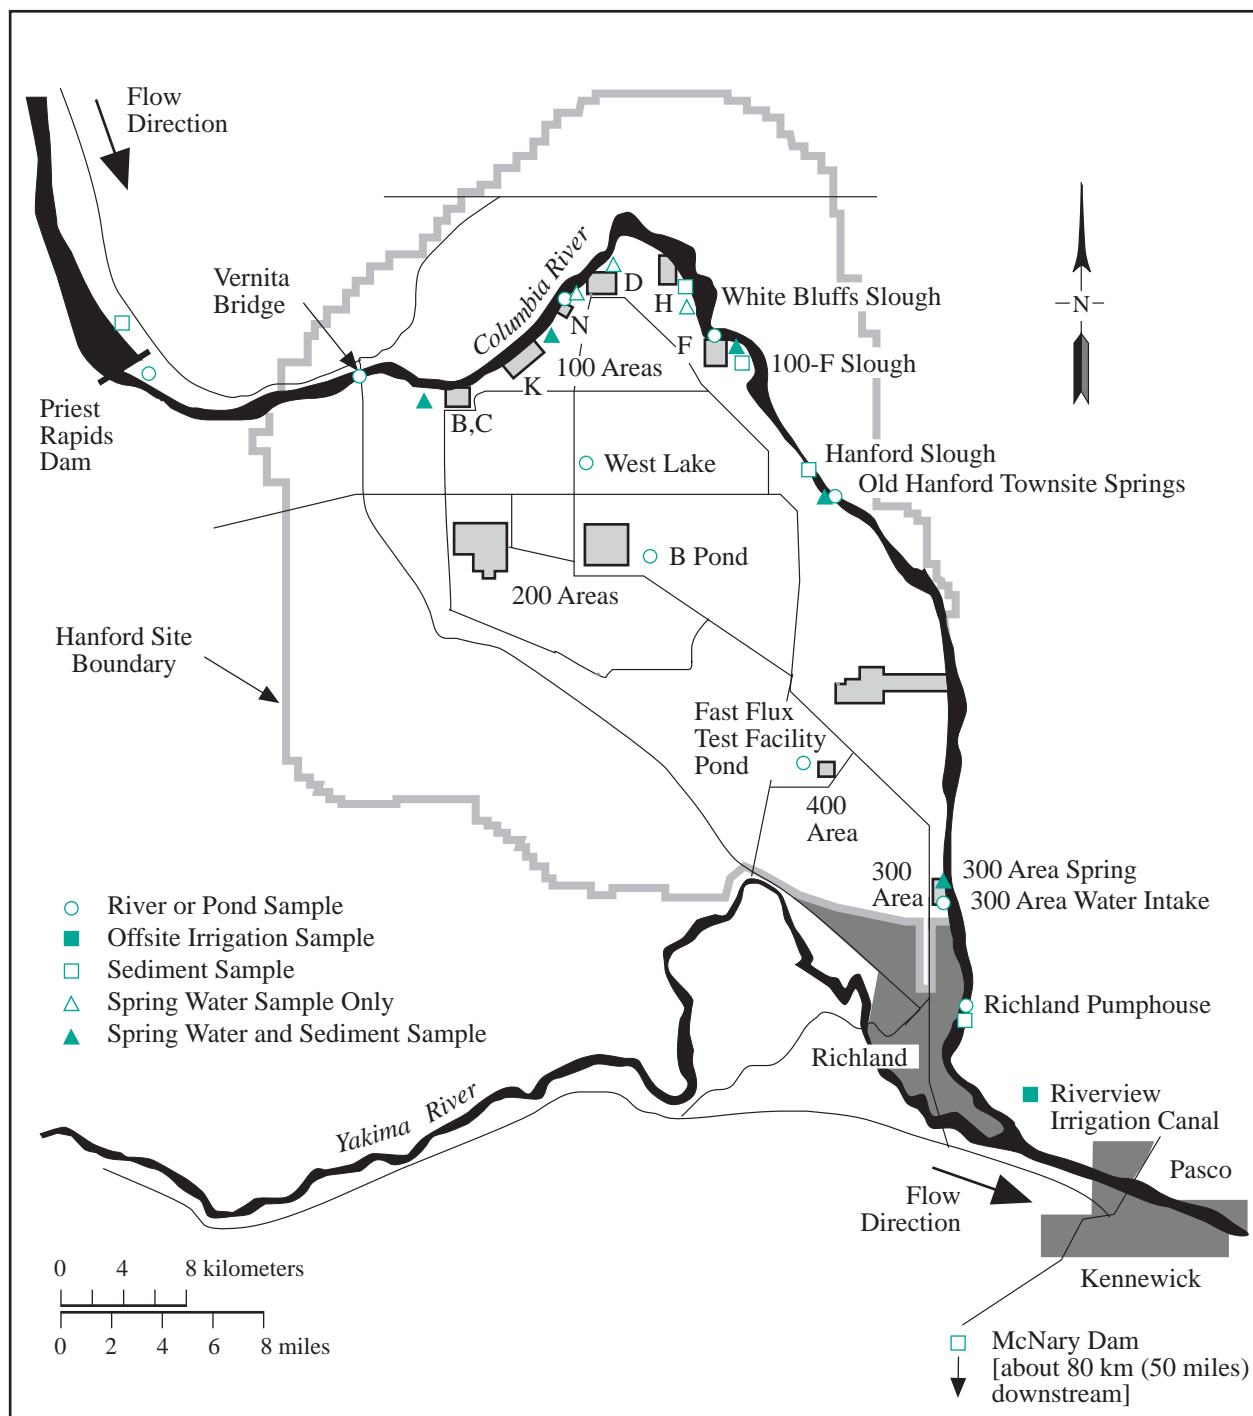 Flow
Direction
Vernita
Bridge
Columbia River
D
H
N
White Bluffs Slough
F
100-F Slough
100 Areas
K
B,C
Priest
Rapids
Dam
N
West Lake
Hanford Slough
Old Hanford Townsite Springs
B Pond
200 Areas
Hanford Site
Boundary
Fast Flux
Test Facility
Pond
400
Area
300
Area
300 Area Spring
300 Area Water Intake
River or Pond Sample
Offsite Irrigation Sample
Sediment Sample
Spring Water Sample Only
Spring Water and Sediment Sample
Richland Pumphouse
Richland
Riverview
Irrigation Canal
Yakima River
Pasco
Flow
Direction
Kennewick
0 4 8 kilometers
0 2 4 6 8 miles
McNary Dam
[about 80 km (50 miles)
downstream]